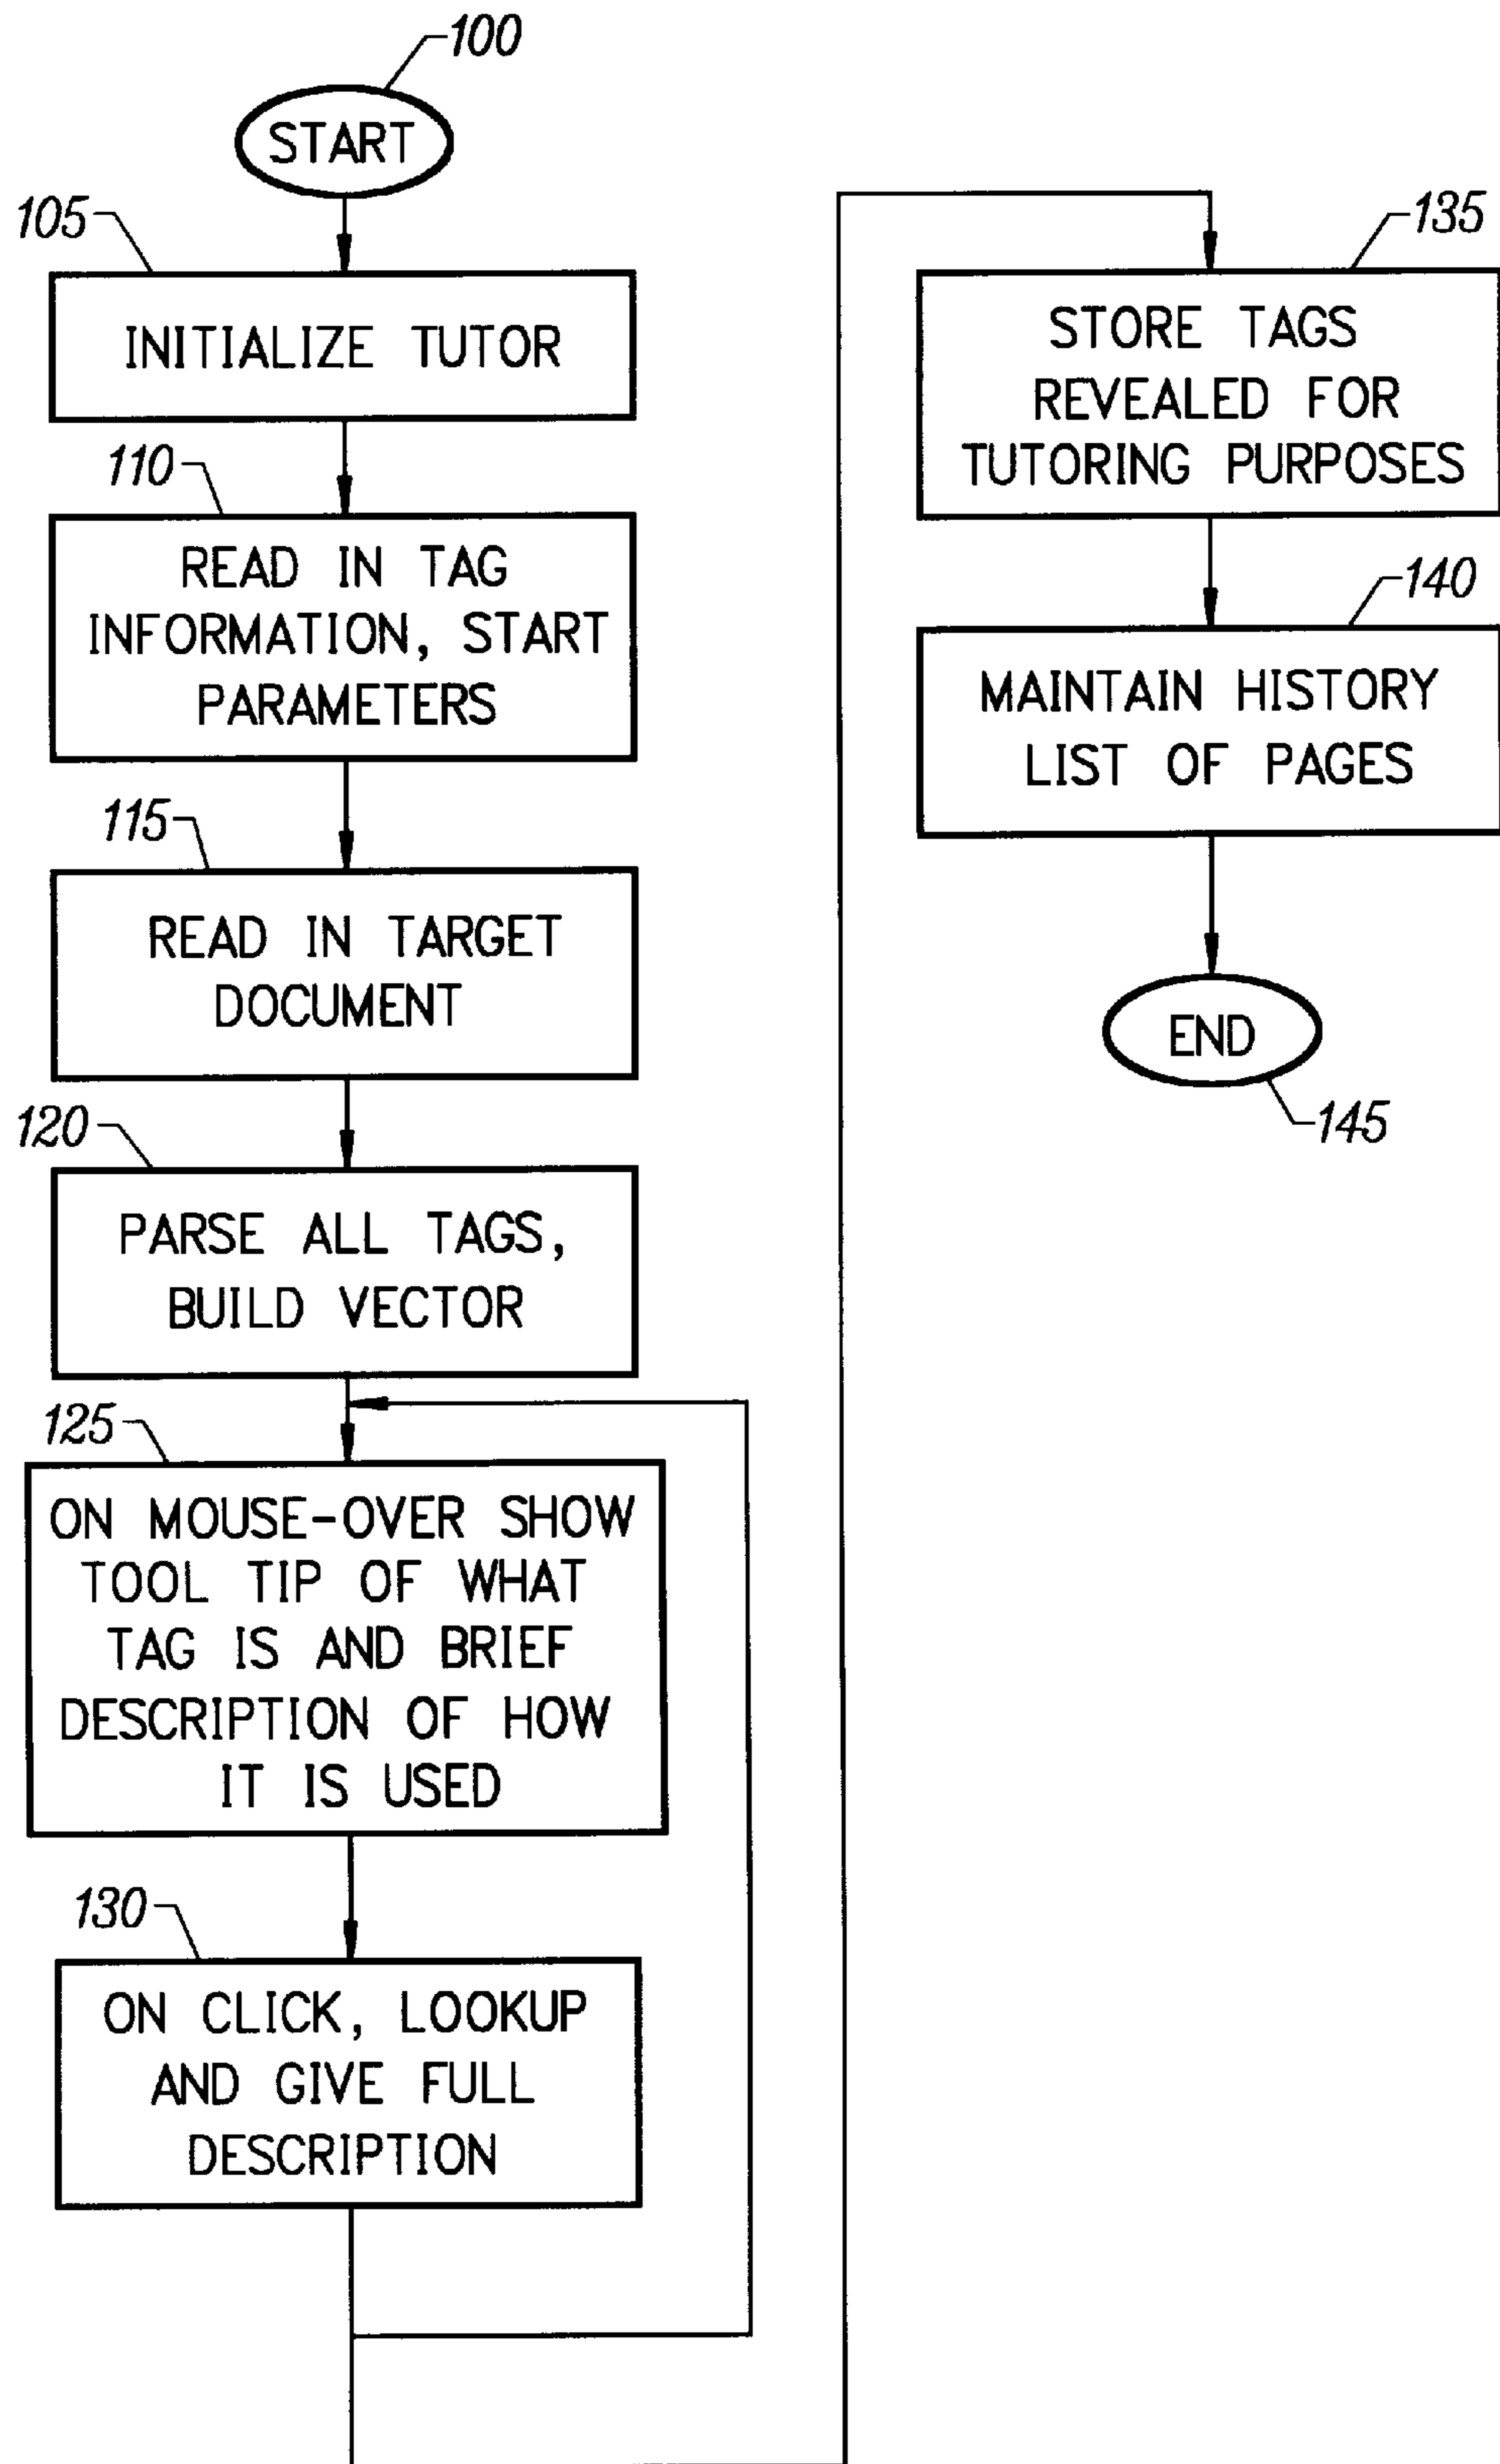 100
START
105
INITIALIZE TUTOR
110
READ IN TAG
INFORMATION, START
PARAMETERS
115
READ IN TARGET
DOCUMENT
120
PARSE ALL TAGS,
BUILD VECTOR
125
ON MOUSE-OVER SHOW
TOOL TIP OF WHAT
TAG IS AND BRIEF
DESCRIPTION OF HOW
IT IS USED
130
ON CLICK, LOOKUP
AND GIVE FULL
DESCRIPTION
135
STORE TAGS
REVEALED FOR
TUTORING PURPOSES
140
MAINTAIN HISTORY
LIST OF PAGES
END
145